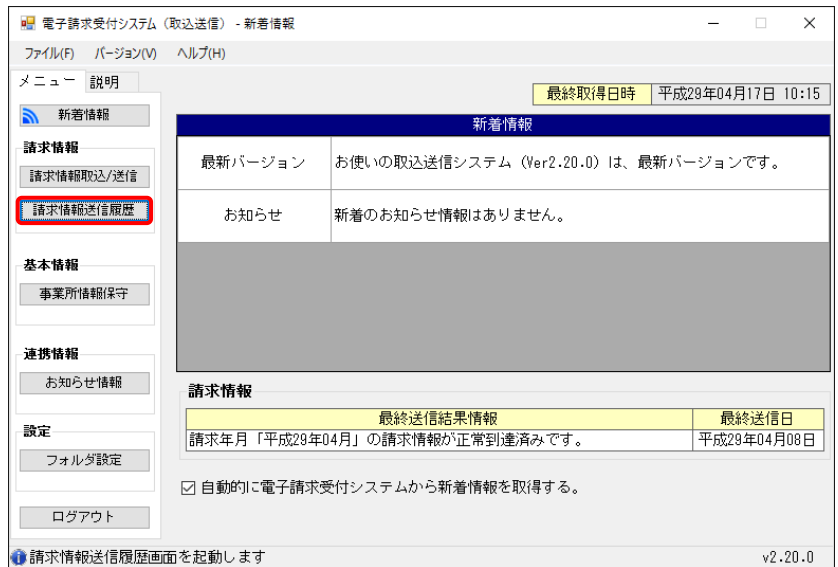 電子請求受付システム（取込送信） - 新着情報
ファイル(F) バージョン(V) ヘルプ(H)
メニュー 説明
最終取得日時 平成29年04月17日 10:15
新着情報
新着情報
最新バージョン お使いの取込送信システム（Ver2.20.0）は、最新バージョンです。
お知らせ 新着のお知らせ情報はありません。
請求情報
請求情報取込/送信
請求情報送信履歴
基本情報
事業所情報保守
連携情報
お知らせ情報
設定
フォルダ設定
ログアウト
請求情報
最終送信結果情報 最終送信日
請求年月「平成29年04月」の請求情報が正常到達済みです。 平成29年04月08日
自動的に電子請求受付システムから新着情報を取得する。
請求情報送信履歴画面を起動します v2.20.0